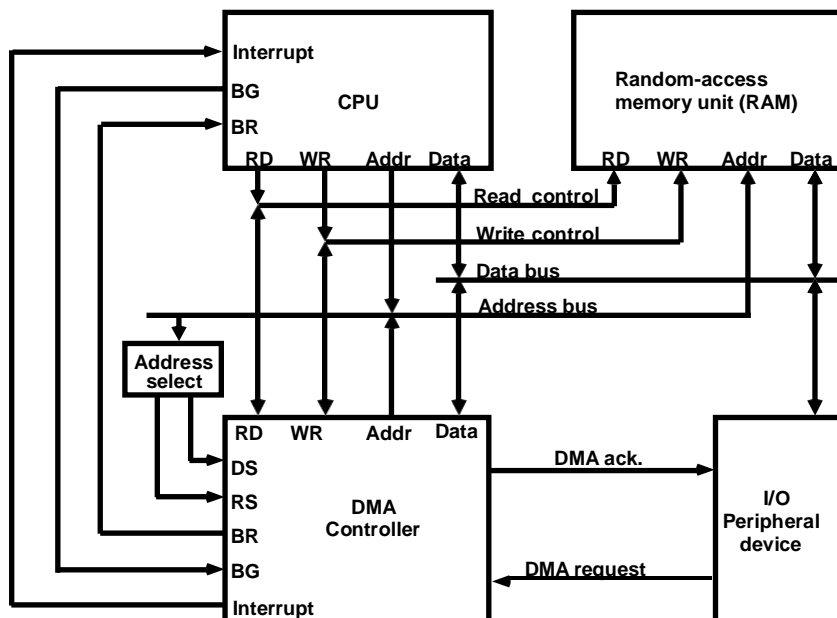 Interrupt
BG
CPU
BR
RD WR Addr Data
Random-access
memory unit (RAM)
RD WR Addr Data
Read control
Write control
Data bus
Address bus
Address
select
RD WR Addr Data
DS
RS
BR
BG
Interrupt
DMA
Controller
DMA ack.
DMA request
I/O
Peripheral
device